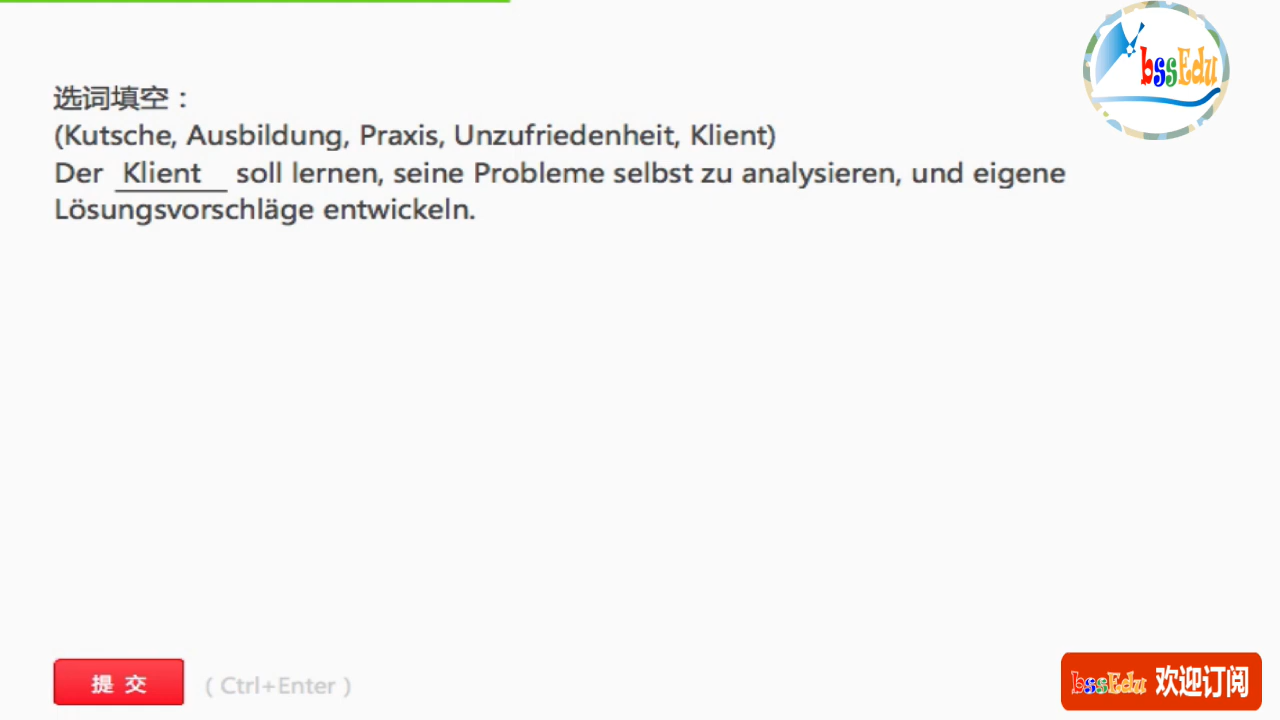 bssEdu
选词填空：
(Kutsche, Ausbildung, Praxis, Unzufriedenheit, Klient)
Der Klient soll lernen, seine Probleme selbst zu analysieren, und eigene
Lösungsvorschläge entwickeln.
提 交 ( Ctrl+Enter )
bssEdu 欢迎订阅